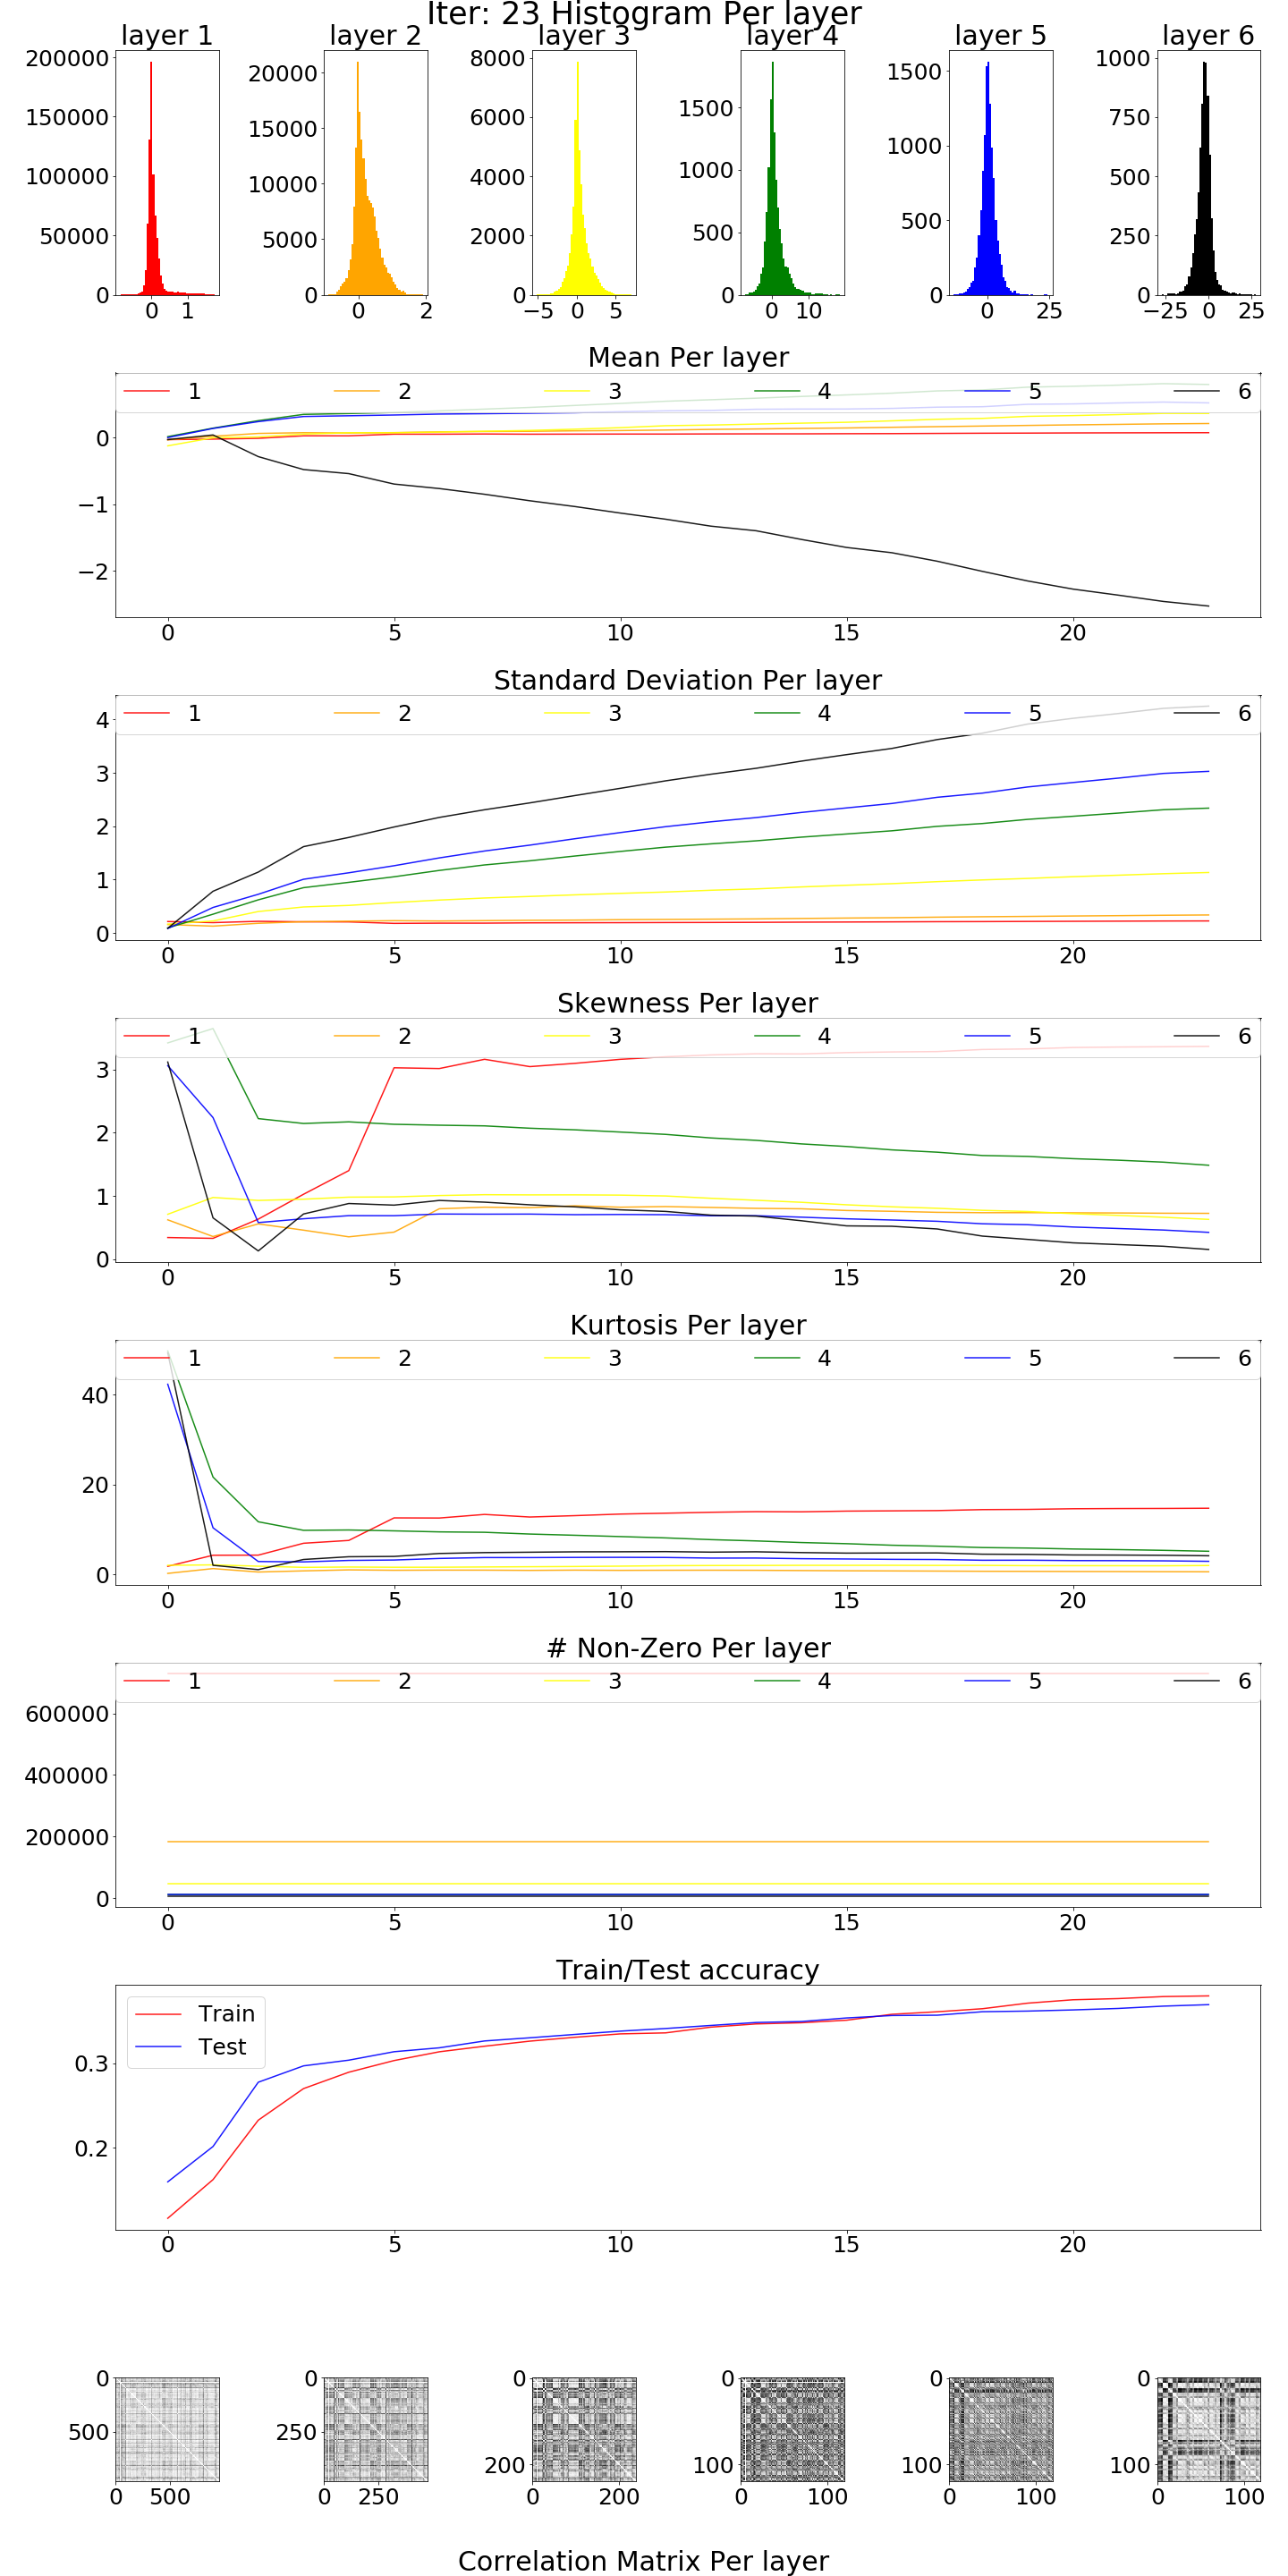 Iter: 23 Histogram Per layer
layer 1 layer 2 layer 3 layer 4 layer 5 layer 6
200000
150000
100000
50000
0
0 1
20000
15000
10000
5000
0
0 2
8000
6000
4000
2000
0
−5 0 5
1500
1000
500
0
0 10
1500
1000
500
0
0 25
1000
750
500
250
0
−25 0 25
Mean Per layer
1 2 3 4 5 6
0
−1
−2
0 5 10 15 20
Standard Deviation Per layer
1 2 3 4 5 6
4
3
2
1
0
0 5 10 15 20
Skewness Per layer
1 2 3 4 5 6
3
2
1
0
0 5 10 15 20
Kurtosis Per layer
1 2 3 4 5 6
40
20
0
0 5 10 15 20
# Non-Zero Per layer
1 2 3 4 5 6
600000
400000
200000
0
0 5 10 15 20
Train/Test accuracy
Train
Test
0.3
0.2
0 5 10 15 20
0
500
0 500
0
250
0 250
0
200
0 200
0
100
0 100
0
100
0 100
0
100
0 100
Correlation Matrix Per layer